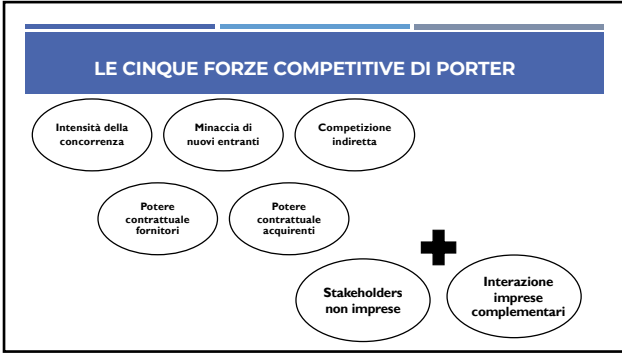 LE CINQUE FORZE COMPETITIVE DI PORTER
Intensità della
concorrenza
Minaccia di
nuovi entranti
Competizione
indiretta
Potere
contrattuale
fornitori
Potere
contrattuale
acquirenti
Stakeholders
non imprese
Interazione
imprese
complementari